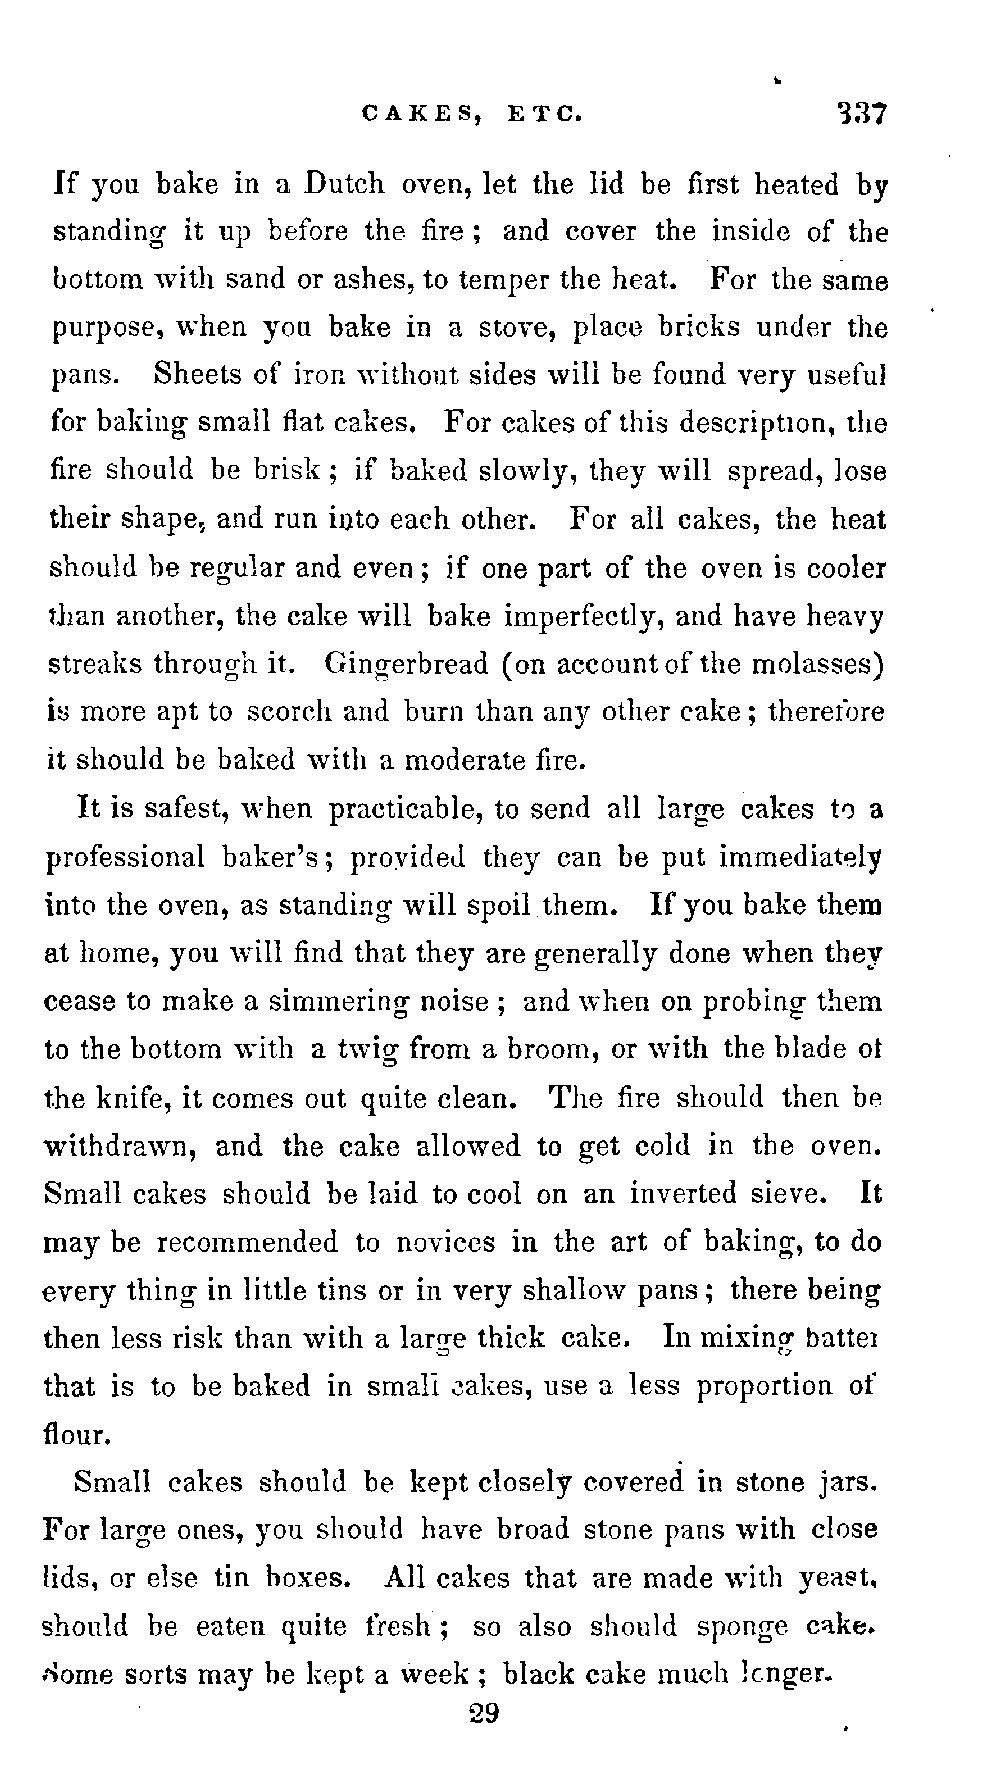 CAKES, ETC. 337
If you bake in a Dutch oven, let the lid be first heated by
standing it up before the fire; and cover the inside of the
bottom with sand or ashes, to temper the heat. For the same
purpose, when you bake in a stove, place bricks under the
pans. Sheets of iron without sides will be found very useful
for baking small flat cakes. For cakes of this description, the
fire should be brisk; if baked slowly, they will spread, lose
their shape, and run into each other. For all cakes, the heat
should be regular and even; if one part of the oven is cooler
than another, the cake will bake imperfectly, and have heavy
streaks through it. Gingerbread (on account of the molasses)
is more apt to scorch and burn than any other cake; therefore
it should be baked with a moderate fire.
It is safest, when practicable, to send all large cakes to a
professional baker's; provided they can be put immediately
into the oven, as standing will spoil them. If you bake them
at home, you will find that they are generally done when they
cease to make a simmering noise; and when on probing them
to the bottom with a twig from a broom, or with the blade of
the knife, it comes out quite clean. The fire should then be
withdrawn, and the cake allowed to get cold in the oven.
Small cakes should be laid to cool on an inverted sieve. It
may be recommended to novices in the art of baking, to do
every thing in little tins or in very shallow pans; there being
then less risk than with a large thick cake. In mixing batter
that is to be baked in small cakes, use a less proportion of
flour.
Small cakes should be kept closely covered in stone jars.
For large ones, you should have broad stone pans with close
lids, or else tin boxes. All cakes that are made with yeast,
should be eaten quite fresh; so also should sponge cake.
Some sorts may be kept a week; black cake much longer.
29